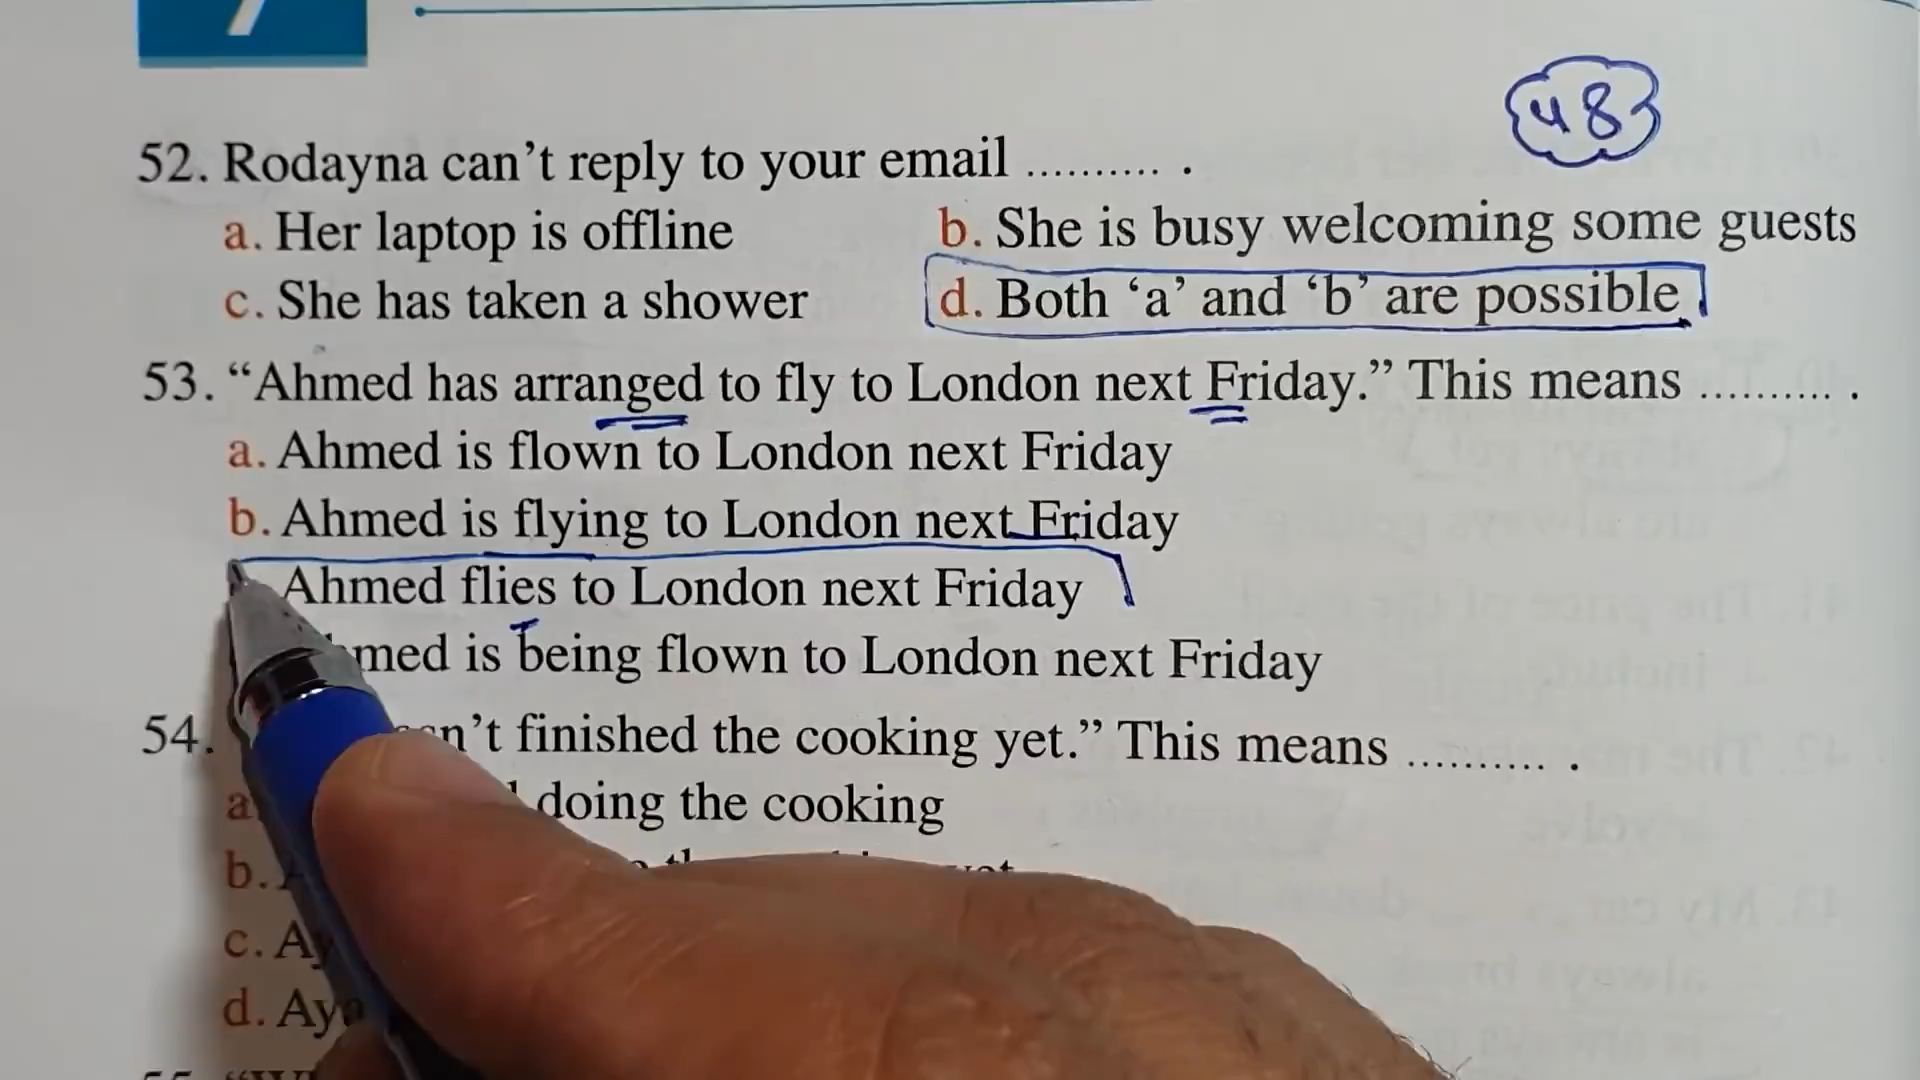 48
52. Rodayna can’t reply to your email .......... .
a. Her laptop is offline b. She is busy welcoming some guests
c. She has taken a shower d. Both ‘a’ and ‘b’ are possible
53. “Ahmed has arranged to fly to London next Friday.” This means .......... .
a. Ahmed is flown to London next Friday
b. Ahmed is flying to London next Friday
Ahmed flies to London next Friday
is being flown to London next Friday
54. finished the cooking yet.” This means .......... .
a doing the cooking
b.
c.
d.